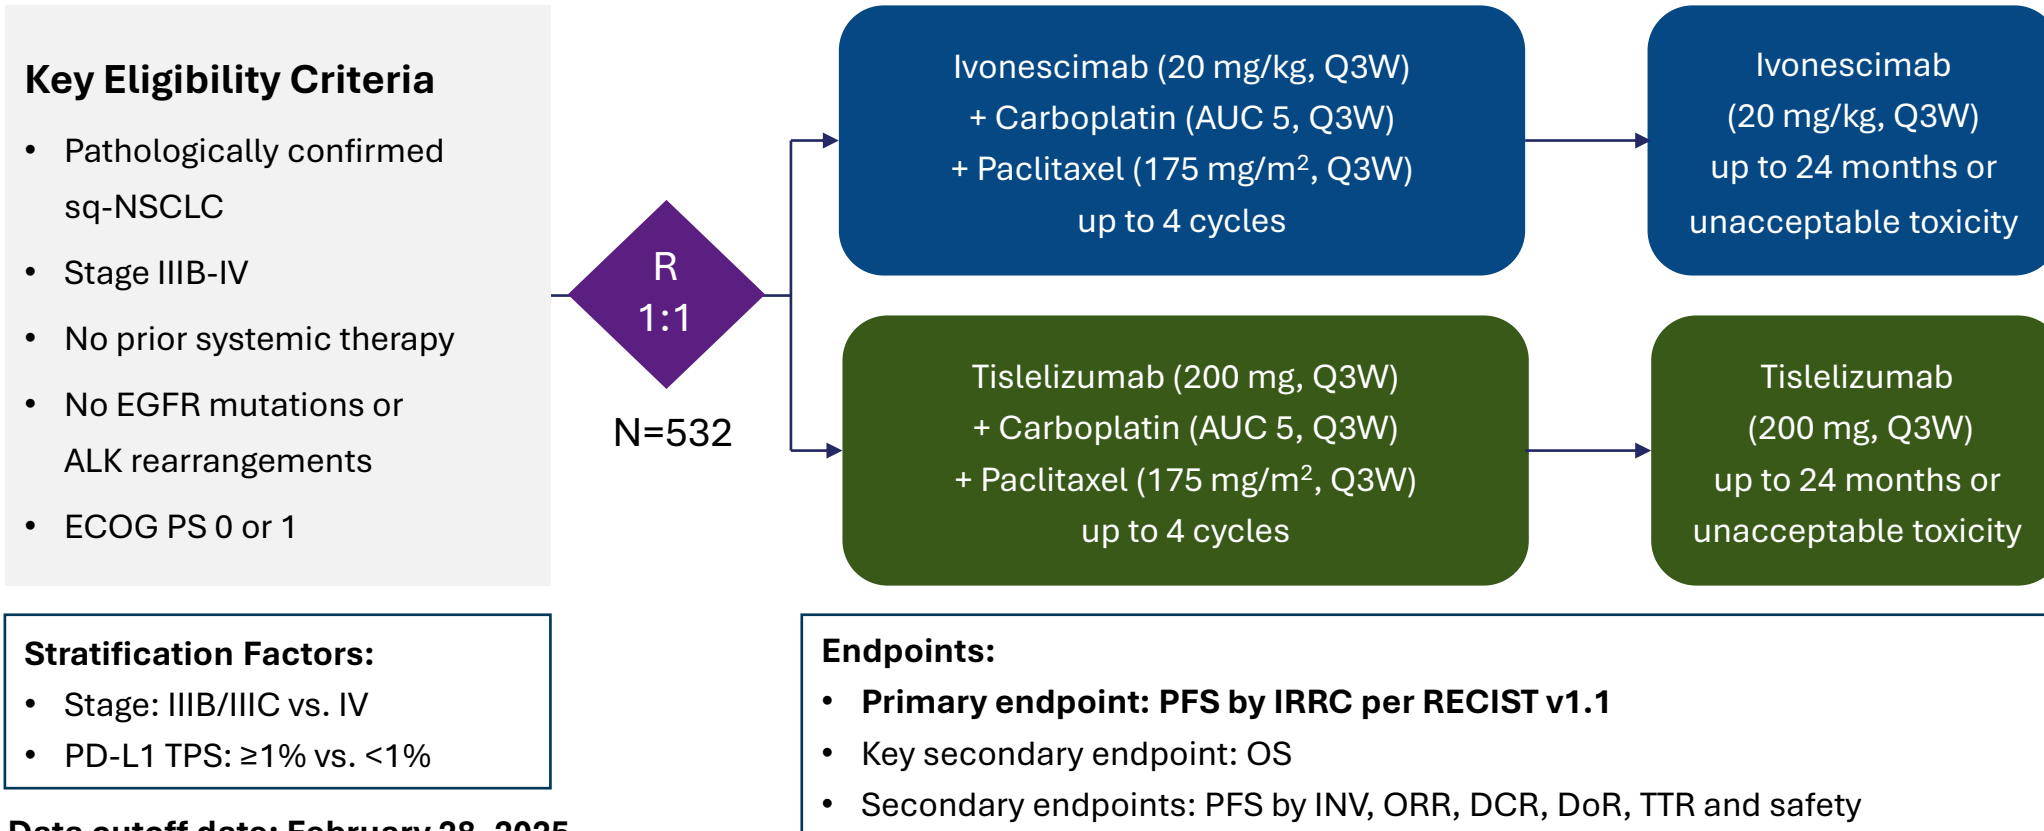 Key Eligibility Criteria
• Pathologically confirmed
sq-NSCLC
• Stage IIIB-IV
• No prior systemic therapy
• No EGFR mutations or
ALK rearrangements
• ECOG PS 0 or 1
R
1:1
N=532
Ivonescimab (20 mg/kg, Q3W)
+ Carboplatin (AUC 5, Q3W)
+ Paclitaxel (175 mg/m², Q3W)
up to 4 cycles
Ivonescimab
(20 mg/kg, Q3W)
up to 24 months or
unacceptable toxicity
Tislelizumab (200 mg, Q3W)
+ Carboplatin (AUC 5, Q3W)
+ Paclitaxel (175 mg/m², Q3W)
up to 4 cycles
Tislelizumab
(200 mg, Q3W)
up to 24 months or
unacceptable toxicity
Stratification Factors:
• Stage: IIIB/IIIC vs. IV
• PD-L1 TPS: ≥1% vs. <1%
Data cutoff date: February 28, 2025
Endpoints:
• Primary endpoint: PFS by IRRC per RECIST v1.1
• Key secondary endpoint: OS
• Secondary endpoints: PFS by INV, ORR, DCR, DoR, TTR and safety